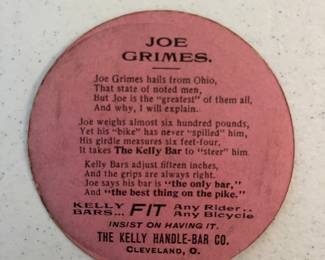 JOE
GRIMES.
Joe Grimes hails from Ohio,
That state of noted men,
But Joe is the "greatest" of them all,
And why, I will explain.
Joe weighs almost six hundred pounds,
Yet his "bike" has never "spilled" him,
His girdle measures six feet-four,
It takes The Kelly Bar to "steer" him.
Kelly Bars adjust fifteen inches,
And the grips are always right.
Joe says his bar is "the only bar,"
And "the best thing on the pike."
KELLY BARS... FIT Any Rider..
Any Bicycle
INSIST ON HAVING IT.
THE KELLY HANDLE-BAR CO.
CLEVELAND, O.